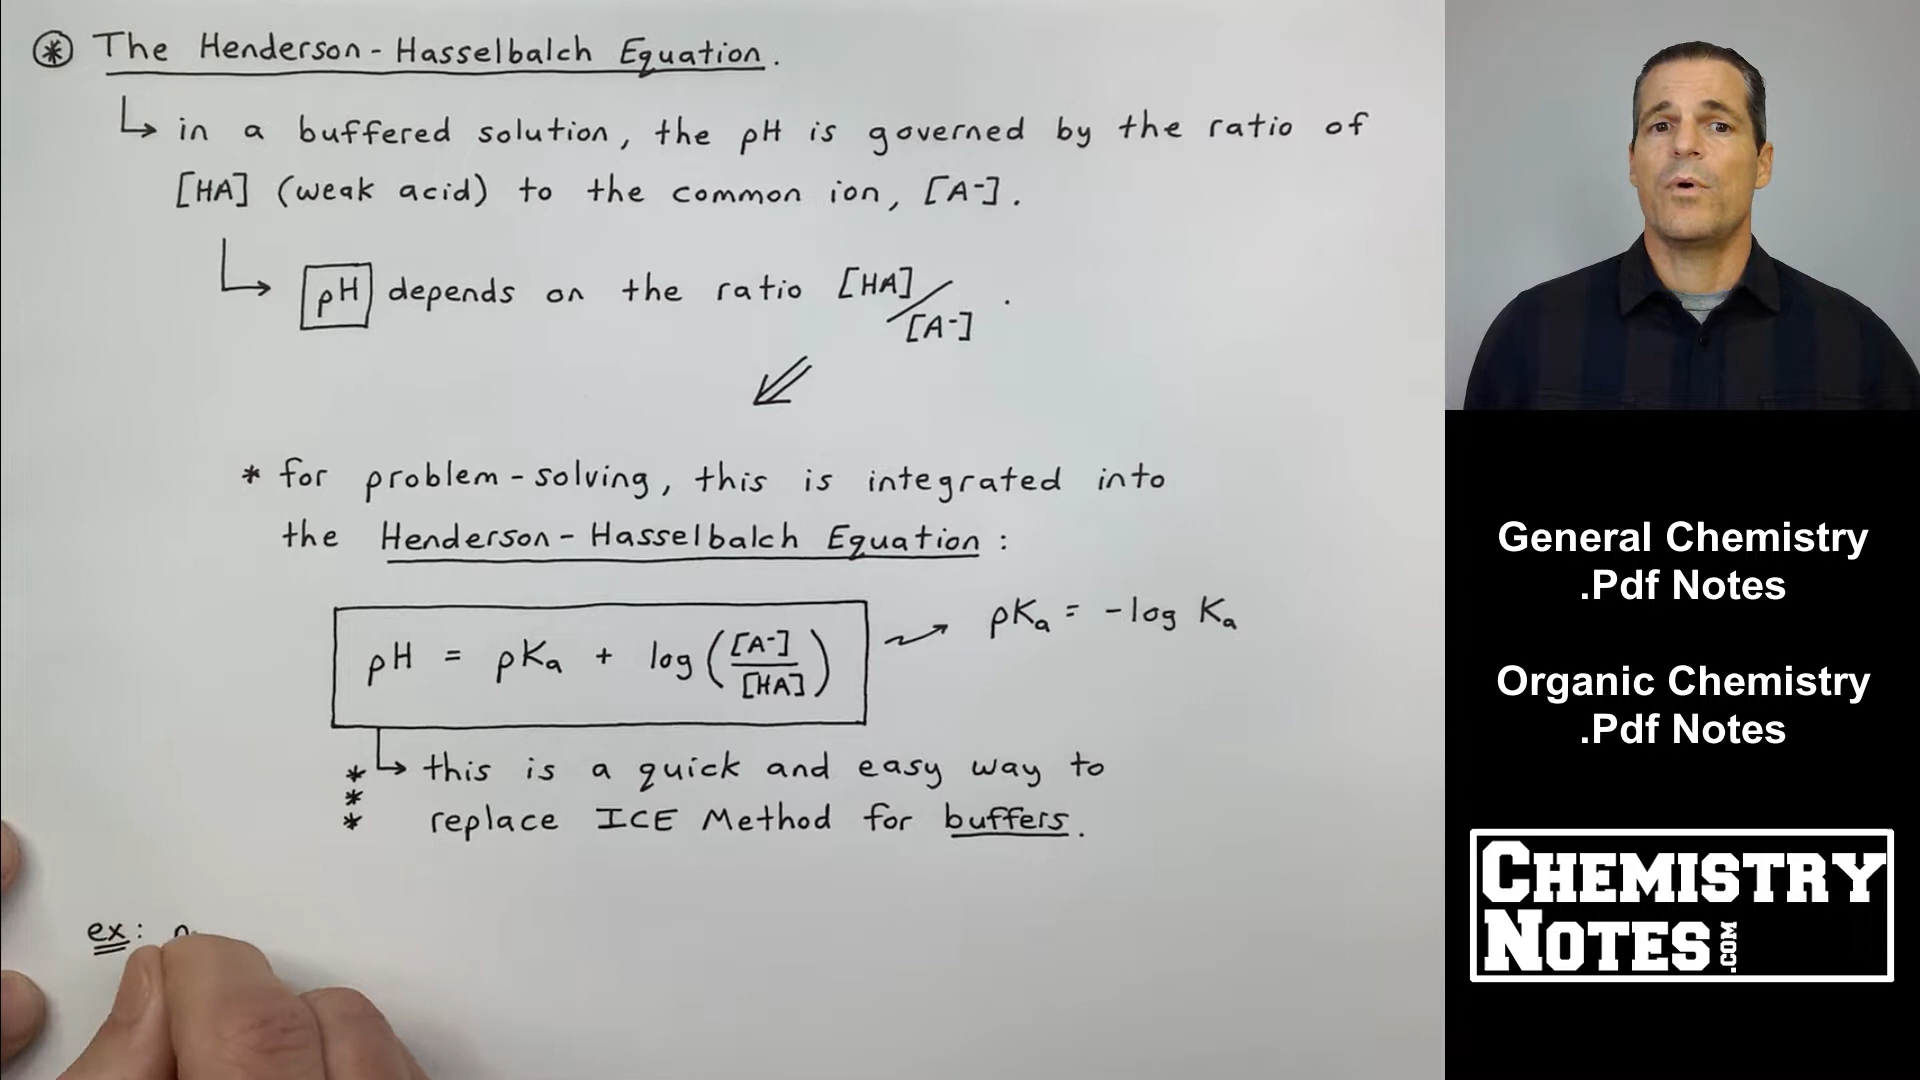 ⊛ The Henderson-Hasselbalch Equation.
↳ in a buffered solution, the pH is governed by the ratio of
[HA] (weak acid) to the common ion, [A⁻].
↳ pH depends on the ratio [HA]/[A⁻].
* for problem-solving, this is integrated into
the Henderson-Hasselbalch Equation:
pH = pKa + log([A⁻]/[HA]) → pKa = -log Ka
* ↳ this is a quick and easy way to
*
* replace ICE Method for buffers.
ex:
General Chemistry
.Pdf Notes
Organic Chemistry
.Pdf Notes
CHEMISTRY
NOTES.COM